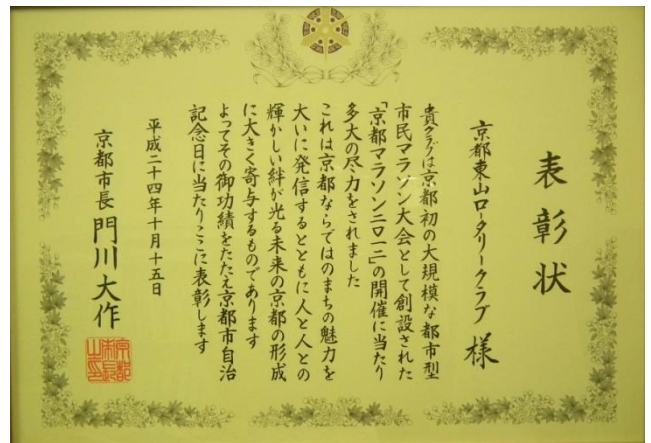 表彰状
京都東山ロータリークラブ 様
貴クラブは京都初の大規模な都市型
市民マラソン大会として創設された
「京都マラソン二〇一二」の開催に当たり
多大の尽力をされました
これは京都ならではのまちの魅力を
大いに発信するとともに人と人との
輝かしい絆が光る未来の京都の形成
に大きく寄与するものであります
よってその御功績をたたえ京都市自治
記念日に当たりここに表彰します
平成二十四年十月十五日
京都市長 門川大作